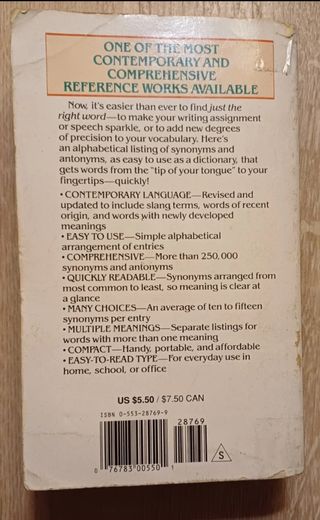 ONE OF THE MOST
CONTEMPORARY AND
COMPREHENSIVE
REFERENCE WORKS AVAILABLE
Now, it's easier than ever to find just the
right word—to make your writing assignment
or speech sparkle, or to add new degrees
of precision to your vocabulary. Here's
an alphabetical listing of synonyms and
antonyms, as easy to use as a dictionary, that
gets words from the "tip of your tongue" to your
fingertips—quickly!
• CONTEMPORARY LANGUAGE—Revised and
updated to include slang terms, words of recent
origin, and words with newly developed
meanings
• EASY TO USE—Simple alphabetical
arrangement of entries
• COMPREHENSIVE—More than 250,000
synonyms and antonyms
• QUICKLY READABLE—Synonyms arranged from
most common to least, so meaning is clear at
a glance
• MANY CHOICES—An average of ten to fifteen
synonyms per entry
• MULTIPLE MEANINGS—Separate listings for
words with more than one meaning
• COMPACT—Handy, portable, and affordable
• EASY-TO-READ TYPE—For everyday use in
home, school, or office
US $5.50 / $7.50 CAN
ISBN 0-553-28769-9
28769
0 76783 00550 1
S